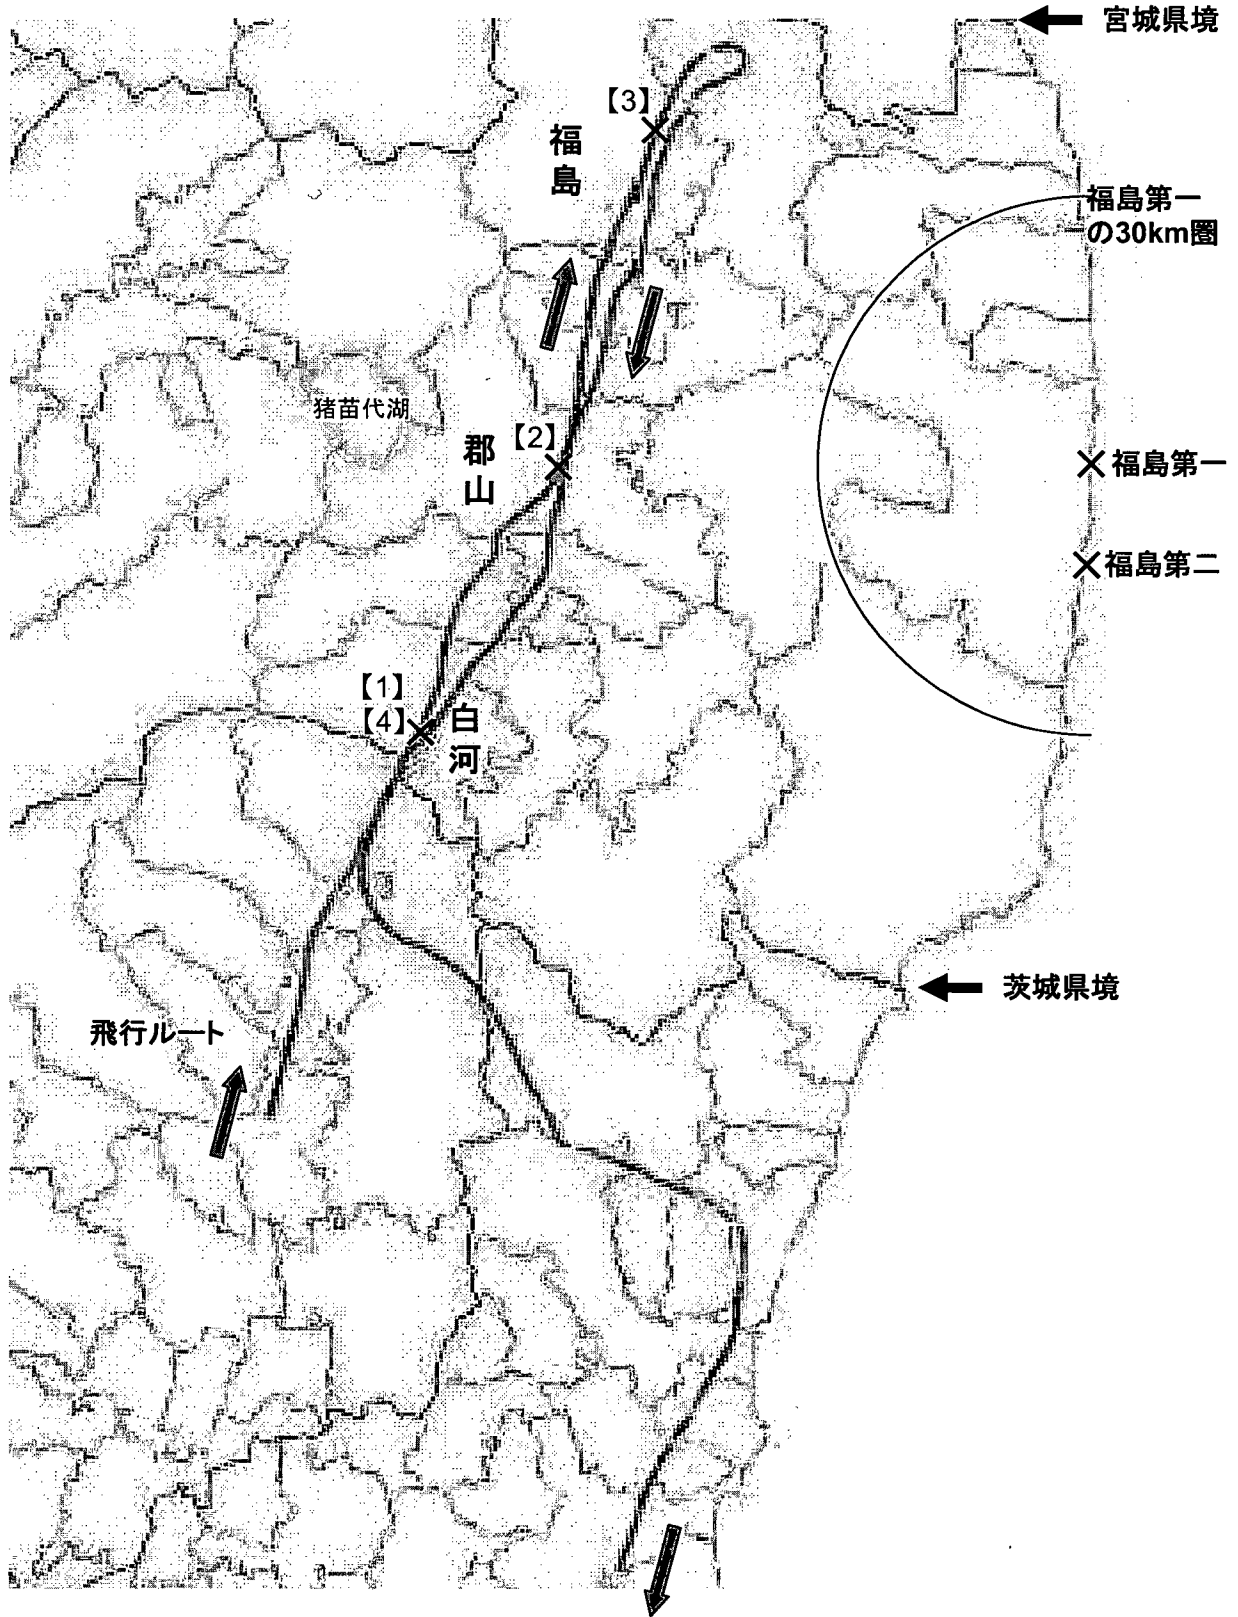 宮城県境
【3】
福島
福島第一
の30km圏
猪苗代湖
【2】
郡山
福島第一
福島第二
【1】
【4】
白河
茨城県境
飛行ルート